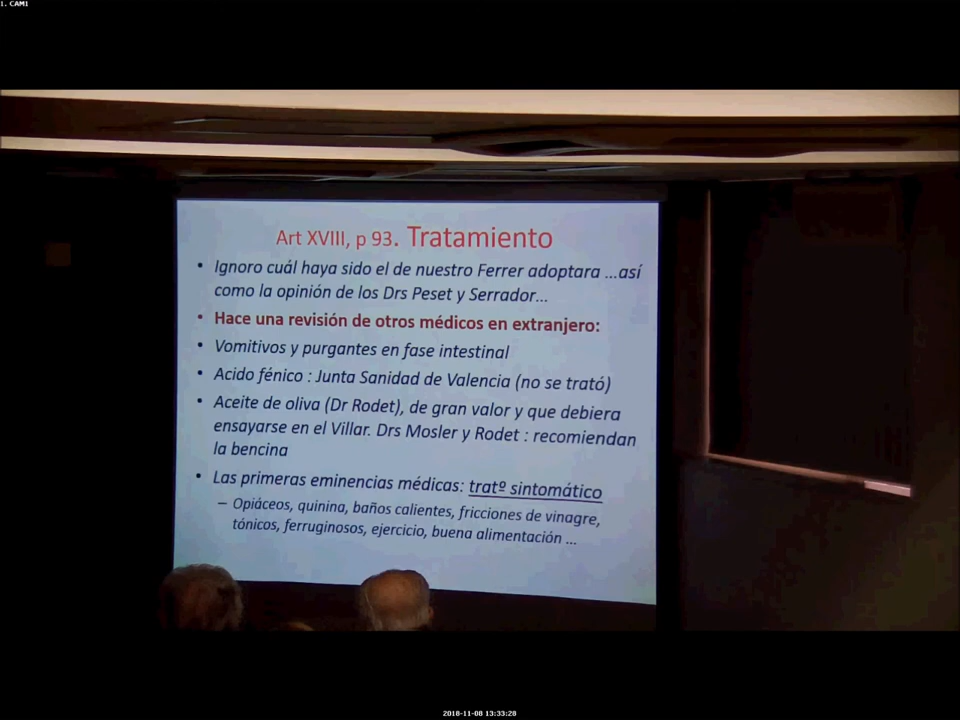 1. CAM1
Art XVIII, p 93. Tratamiento
• Ignoro cuál haya sido el de nuestro Ferrer adoptara ...así
como la opinión de los Drs Peset y Serrador...
• Hace una revisión de otros médicos en extranjero:
• Vomitivos y purgantes en fase intestinal
• Acido fénico : Junta Sanidad de Valencia (no se trató)
• Aceite de oliva (Dr Rodet), de gran valor y que debiera
ensayarse en el Villar. Drs Mosler y Rodet : recomiendan
la bencina
• Las primeras eminencias médicas: tratº sintomático
– Opiáceos, quinina, baños calientes, fricciones de vinagre,
tónicos, ferruginosos, ejercicio, buena alimentación ...
2018-11-08 13:33:28